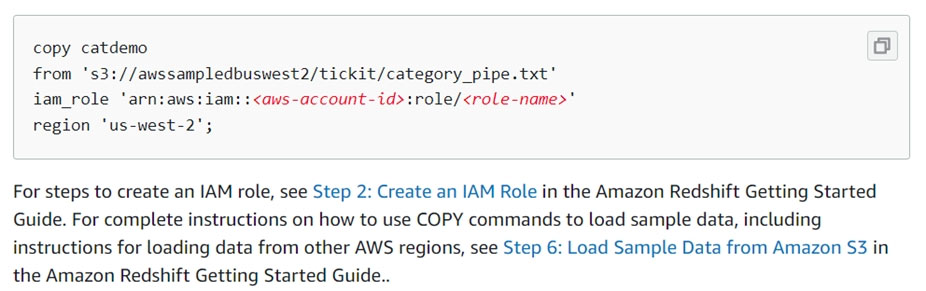 copy catdemo
from 's3://awssampledbuswest2/tickit/category_pipe.txt'
iam_role 'arn:aws:iam::<aws-account-id>:role/<role-name>'
region 'us-west-2';
For steps to create an IAM role, see Step 2: Create an IAM Role in the Amazon Redshift Getting Started
Guide. For complete instructions on how to use COPY commands to load sample data, including
instructions for loading data from other AWS regions, see Step 6: Load Sample Data from Amazon S3 in
the Amazon Redshift Getting Started Guide..